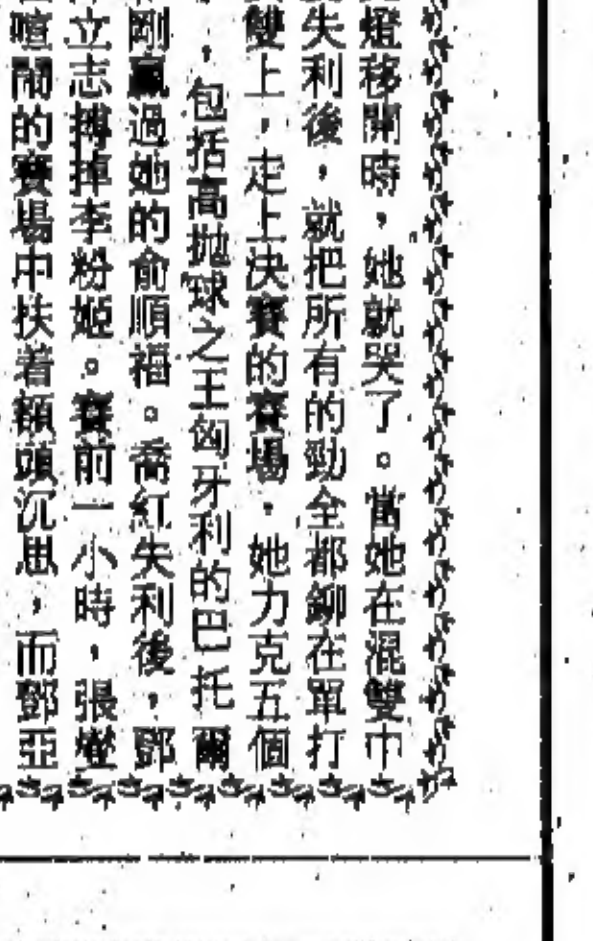 燈移開時，她就哭了。當她在混雙中
失利後，就把所有的勁全都鉚在單打
雙上，走上決賽的賽場。她力克五個
，包括高拋球之王匈牙利的巴托爾
剛贏過她的俞順福。喬紅失利後，鄧
立志搏掉李粉姬。賽前一小時，張燮
喧鬧的賽場中扶着額頭沉思，而鄧亞